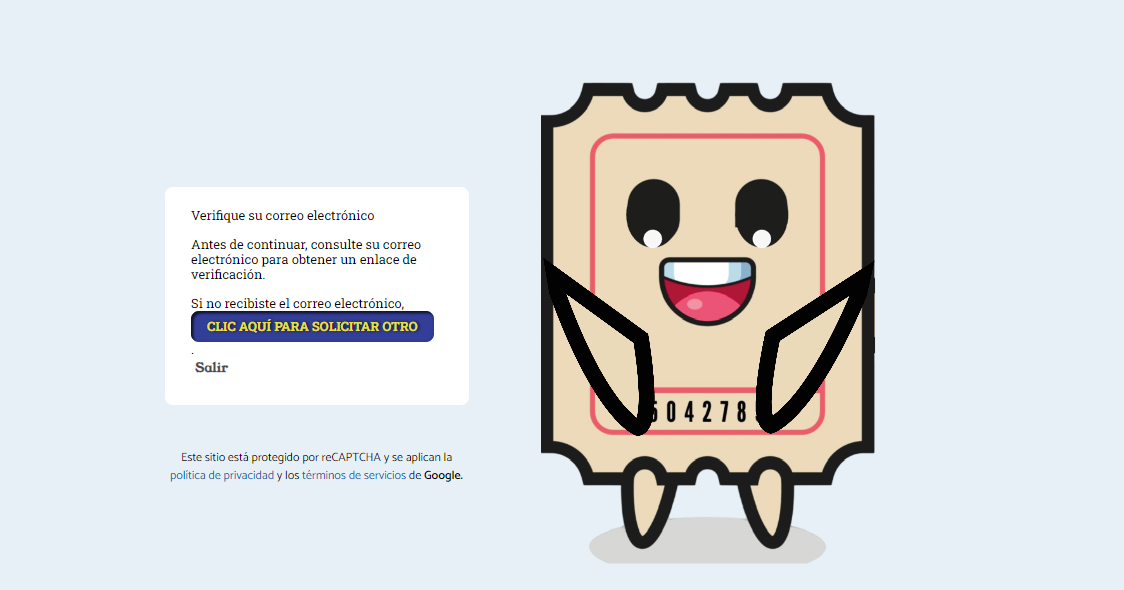 Verifique su correo electrónico
Antes de continuar, consulte su correo
electrónico para obtener un enlace de
verificación.
Si no recibiste el correo electrónico,
CLIC AQUÍ PARA SOLICITAR OTRO
.
Salir
504278
Este sitio está protegido por reCAPTCHA y se aplican la
política de privacidad y los términos de servicios de Google.